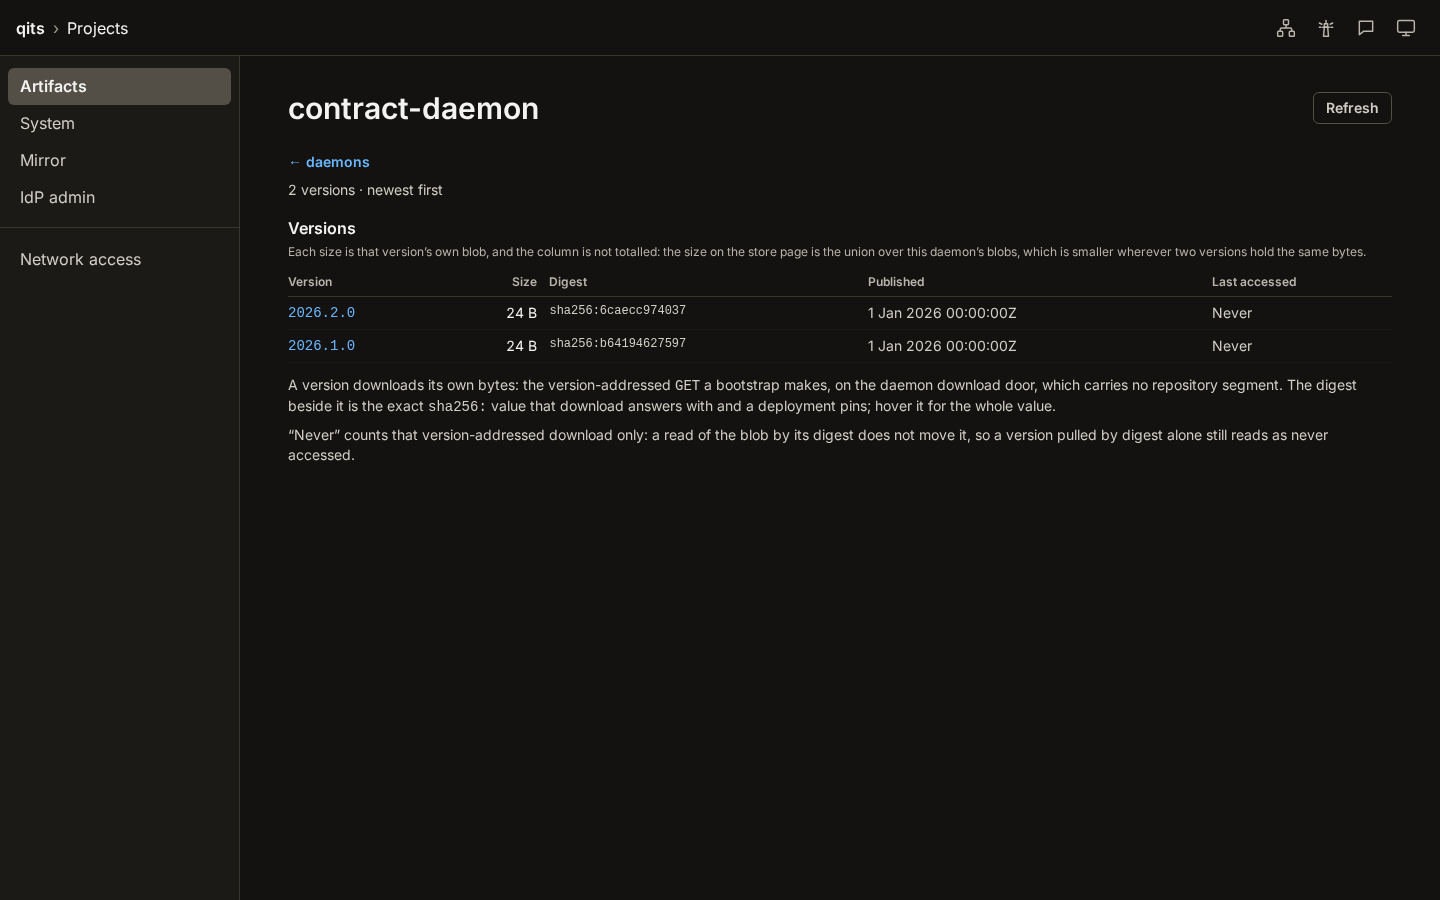 qits › Projects
Artifacts
System
Mirror
IdP admin
Network access
contract-daemon
Refresh
← daemons
2 versions · newest first
Versions
Each size is that version’s own blob, and the column is not totalled: the size on the store page is the union over this daemon’s blobs, which is smaller wherever two versions hold the same bytes.
Version Size Digest Published Last accessed
2026.2.0 24 B sha256:6caecc974037 1 Jan 2026 00:00:00Z Never
2026.1.0 24 B sha256:b64194627597 1 Jan 2026 00:00:00Z Never
A version downloads its own bytes: the version-addressed GET a bootstrap makes, on the daemon download door, which carries no repository segment. The digest
beside it is the exact sha256: value that download answers with and a deployment pins; hover it for the whole value.
“Never” counts that version-addressed download only: a read of the blob by its digest does not move it, so a version pulled by digest alone still reads as never
accessed.